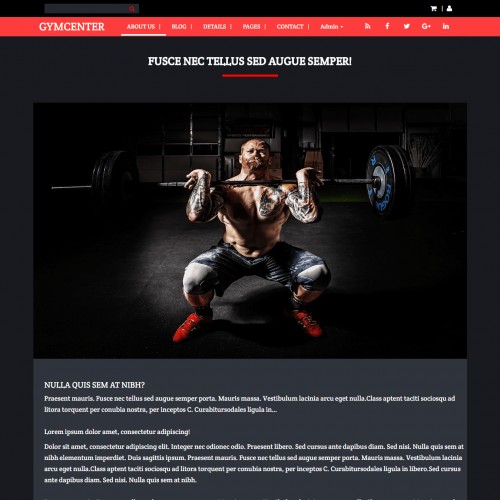 GYMCENTER ABOUT US BLOG DETAILS PAGES CONTACT Admin
FUSCE NEC TELLUS SED AUGUE SEMPER!
NULLA QUIS SEM AT NIBH?
Praesent mauris. Fusce nec tellus sed augue semper porta. Mauris massa. Vestibulum lacinia arcu eget nulla.Class aptent taciti sociosqu ad
litora torquent per conubia nostra, per inceptos C. Curabitursodales ligula in...
Lorem ipsum dolor amet, consectetur adipiscing!
Dolor sit amet, consectetur adipiscing elit. Integer nec odionec odio. Praesent libero. Sed cursus ante dapibus diam. Sed nisi. Nulla quis sem at
nibh elementum imperdiet. Duis sagittis ipsum. Praesent mauris. Fusce nec tellus sed augue semper porta. Mauris massa. Vestibulum lacinia
arcu eget nulla.Class aptent taciti sociosqu ad litora torquent per conubia nostra, per inceptos C. Curabitursodales ligula in libero.Sed cursus
ante dapibus diam. Sed nisi. Nulla quis sem at nibh.